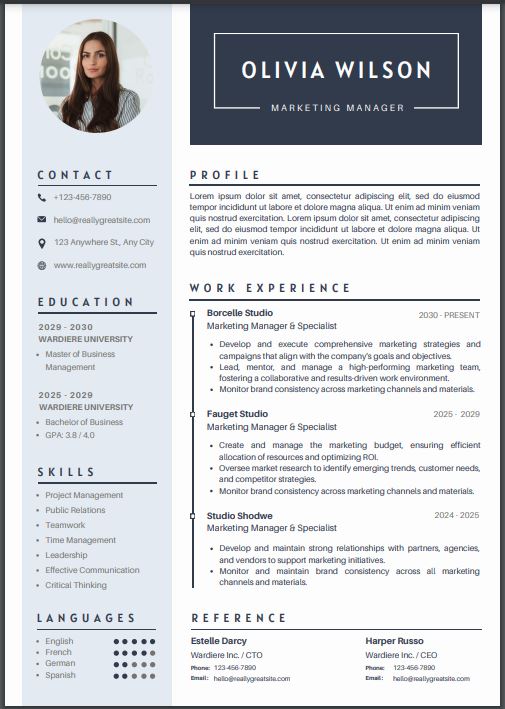 OLIVIA WILSON
MARKETING MANAGER
CONTACT
+123-456-7890
hello@reallygreatsite.com
123 Anywhere St., Any City
www.reallygreatsite.com
EDUCATION
2029 - 2030
WARDIERE UNIVERSITY
• Master of Business
Management
2025 - 2029
WARDIERE UNIVERSITY
• Bachelor of Business
• GPA: 3.8 / 4.0
SKILLS
• Project Management
• Public Relations
• Teamwork
• Time Management
• Leadership
• Effective Communication
• Critical Thinking
LANGUAGES
• English
• French
• German
• Spanish
PROFILE
Lorem ipsum dolor sit amet, consectetur adipiscing elit, sed do eiusmod
tempor incididunt ut labore et dolore magna aliqua. Ut enim ad minim veniam
quis nostrud exercitation. Lorem ipsum dolor sit amet, consectetur adipiscing
elit, sed do eiusmod tempor incididunt ut labore et dolore magna aliqua. Ut
enim ad minim veniam quis nostrud exercitation. Ut enim ad minim veniam
quis nostrud exercitation.
WORK EXPERIENCE
Borcelle Studio
2030 - PRESENT
Marketing Manager & Specialist
• Develop and execute comprehensive marketing strategies and
campaigns that align with the company's goals and objectives.
• Lead, mentor, and manage a high-performing marketing team,
fostering a collaborative and results-driven work environment.
• Monitor brand consistency across marketing channels and materials.
Fauget Studio
2025 - 2029
Marketing Manager & Specialist
• Create and manage the marketing budget, ensuring efficient
allocation of resources and optimizing ROI.
• Oversee market research to identify emerging trends, customer needs,
and competitor strategies.
• Monitor brand consistency across marketing channels and materials.
Studio Shodwe
2024 - 2025
Marketing Manager & Specialist
• Develop and maintain strong relationships with partners, agencies,
and vendors to support marketing initiatives.
• Monitor and maintain brand consistency across all marketing
channels and materials.
REFERENCE
Estelle Darcy
Wardiere Inc. / CTO
Phone: 123-456-7890
Email : hello@reallygreatsite.com
Harper Russo
Wardiere Inc. / CEO
Phone: 123-456-7890
Email : hello@reallygreatsite.com